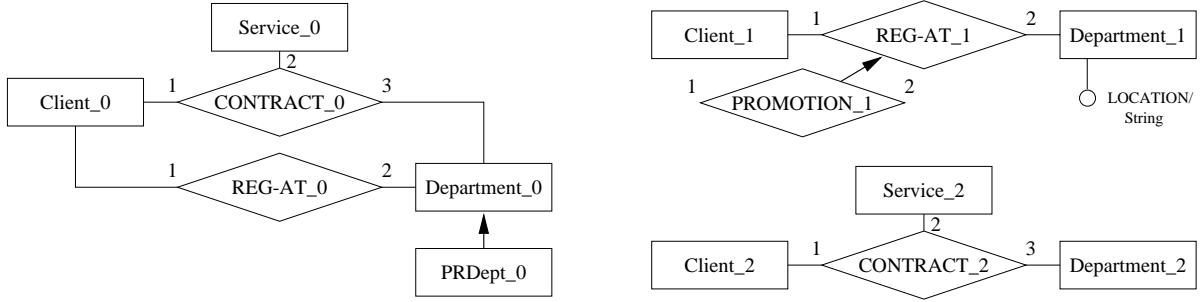 Service_0
2
1
3
Client_0
CONTRACT_0
1
2
REG-AT_0
Department_0
PRDept_0
1
2
Client_1
REG-AT_1
Department_1
1
2
PROMOTION_1
LOCATION/
String
Service_2
2
1
3
Client_2
CONTRACT_2
Department_2